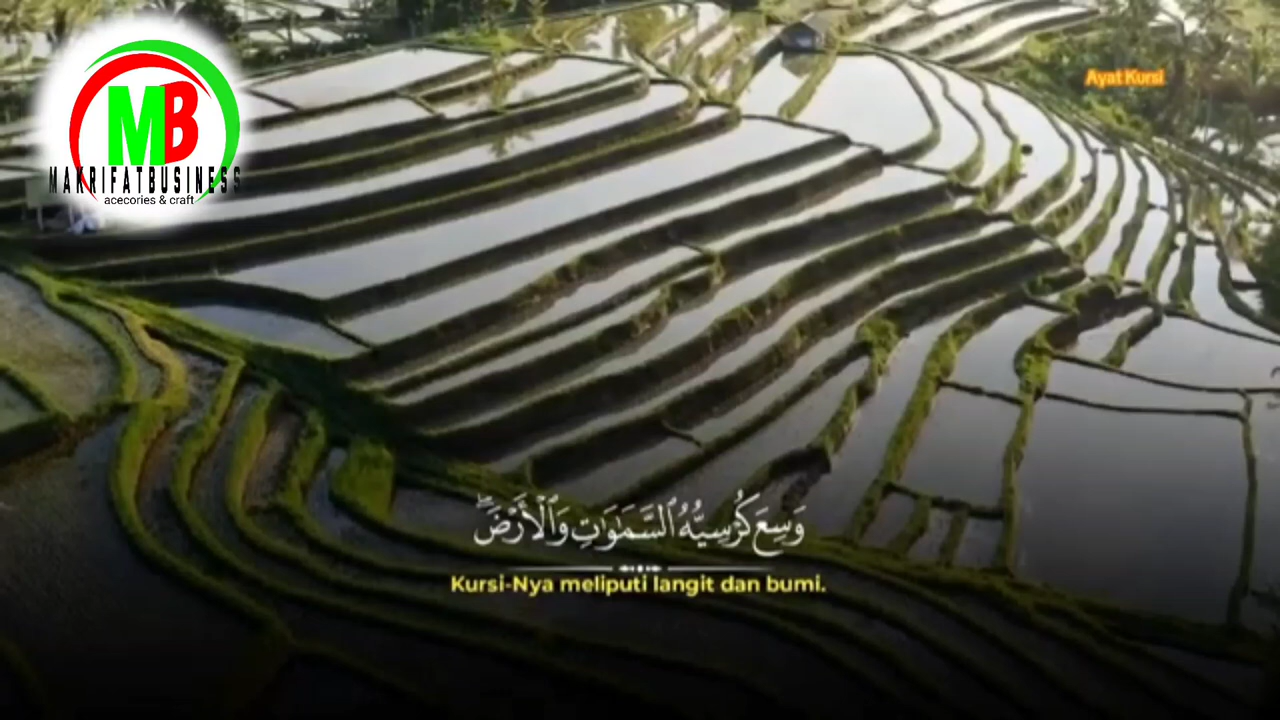 Ayat Kursi
MB
MAKRIFATBUSINESS
acecories & craft
وَسِعَ كُرْسِيُّهُ ٱلسَّمَٰوَٰتِ وَٱلْأَرْضَ ۖ
Kursi-Nya meliputi langit dan bumi.